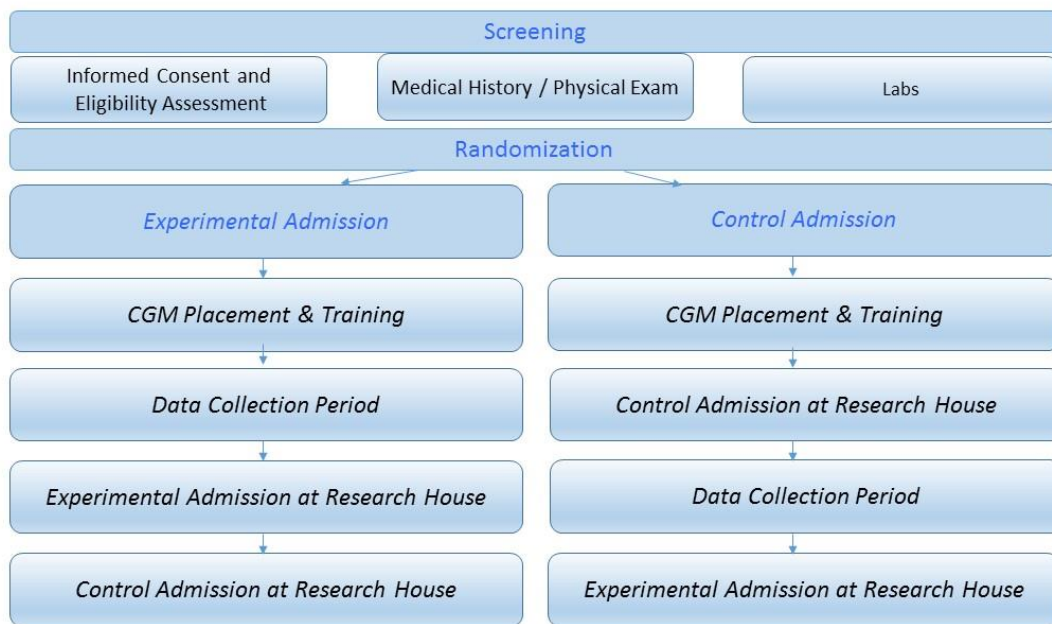 Screening
Informed Consent and
Eligibility Assessment
Medical History / Physical Exam
Labs
Randomization
Experimental Admission
Control Admission
CGM Placement & Training
CGM Placement & Training
Data Collection Period
Control Admission at Research House
Experimental Admission at Research House
Data Collection Period
Control Admission at Research House
Experimental Admission at Research House